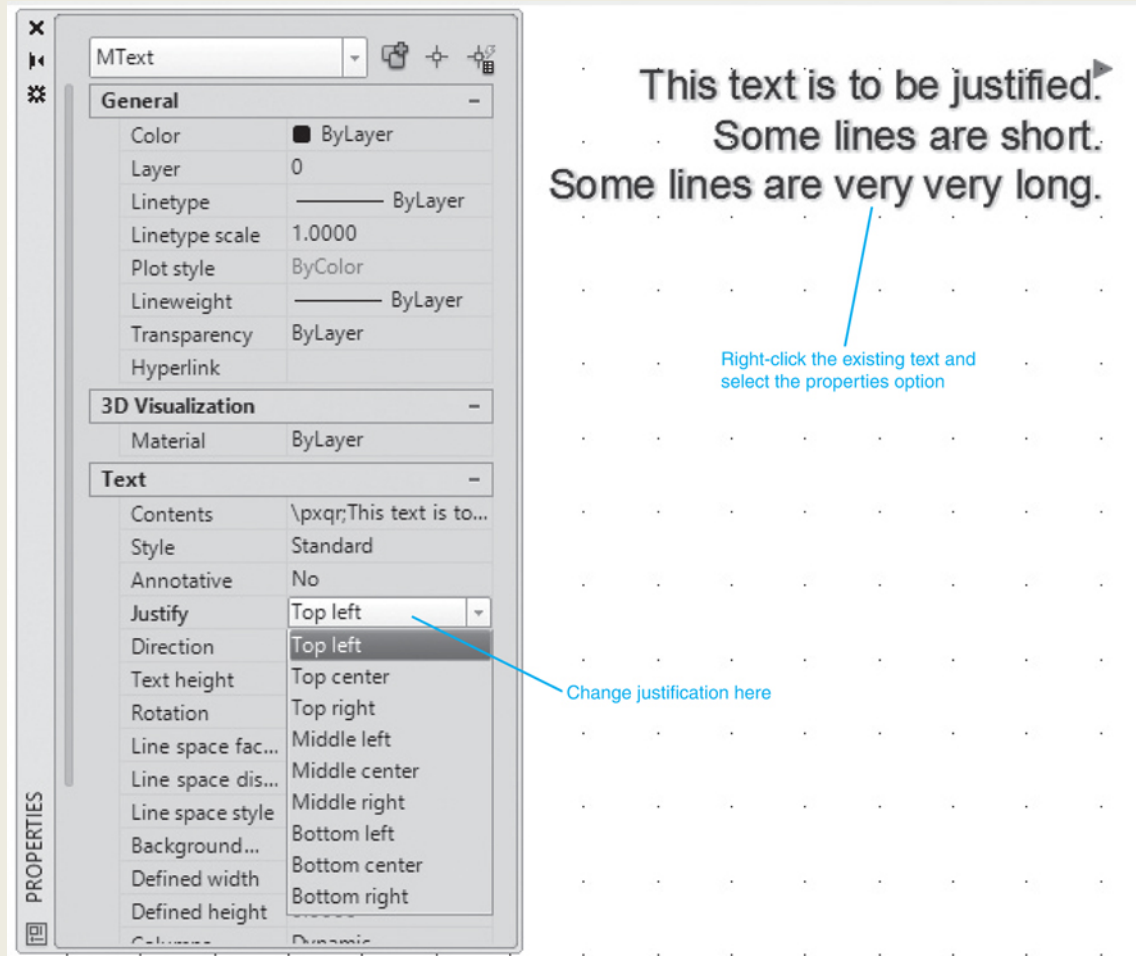 MText
General
Color ByLayer
Layer 0
Linetype ByLayer
Linetype scale 1.0000
Plot style ByColor
Lineweight ByLayer
Transparency ByLayer
Hyperlink
3D Visualization
Material ByLayer
Text
Contents \pxqr;This text is to...
Style Standard
Annotative No
Justify Top left
Direction Top left
Text height Top center
Rotation Top right
Line space fac... Middle left
Line space dis... Middle center
Line space style Middle right
Background... Bottom left
Defined width Bottom center
Defined height Bottom right
Columns Dynamic
PROPERTIES
This text is to be justified.
Some lines are short.
Some lines are very very long.
Right-click the existing text and
select the properties option
Change justification here